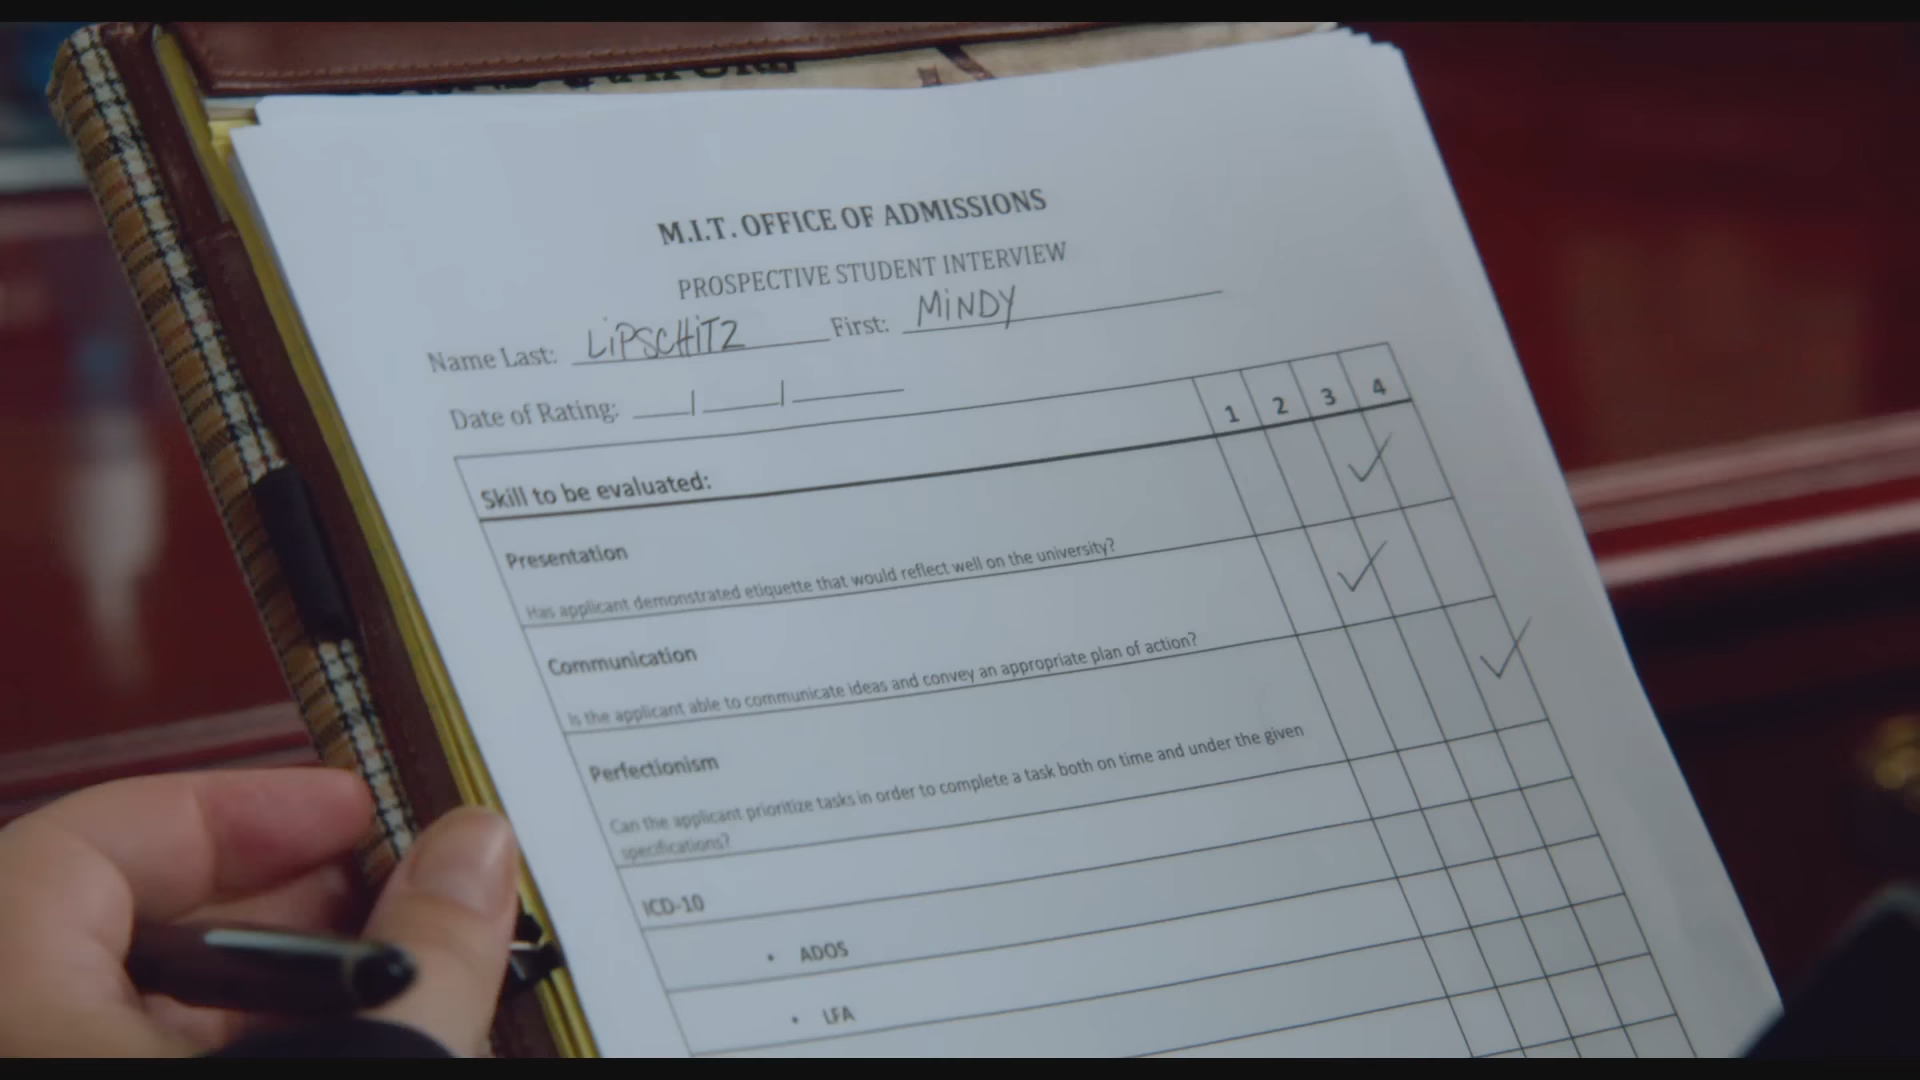 M.I.T. OFFICE OF ADMISSIONS
PROSPECTIVE STUDENT INTERVIEW
Name Last: LIPSCHITZ First: MINDY
Date of Rating: ___/___/___
Skill to be evaluated: 1 2 3 4
Presentation
Has applicant demonstrated etiquette that would reflect well on the university?
Communication
Is the applicant able to communicate ideas and convey an appropriate plan of action?
Perfectionism
Can the applicant prioritize tasks in order to complete a task both on time and under the given
specifications?
ICD-10
• ADOS
• LFA